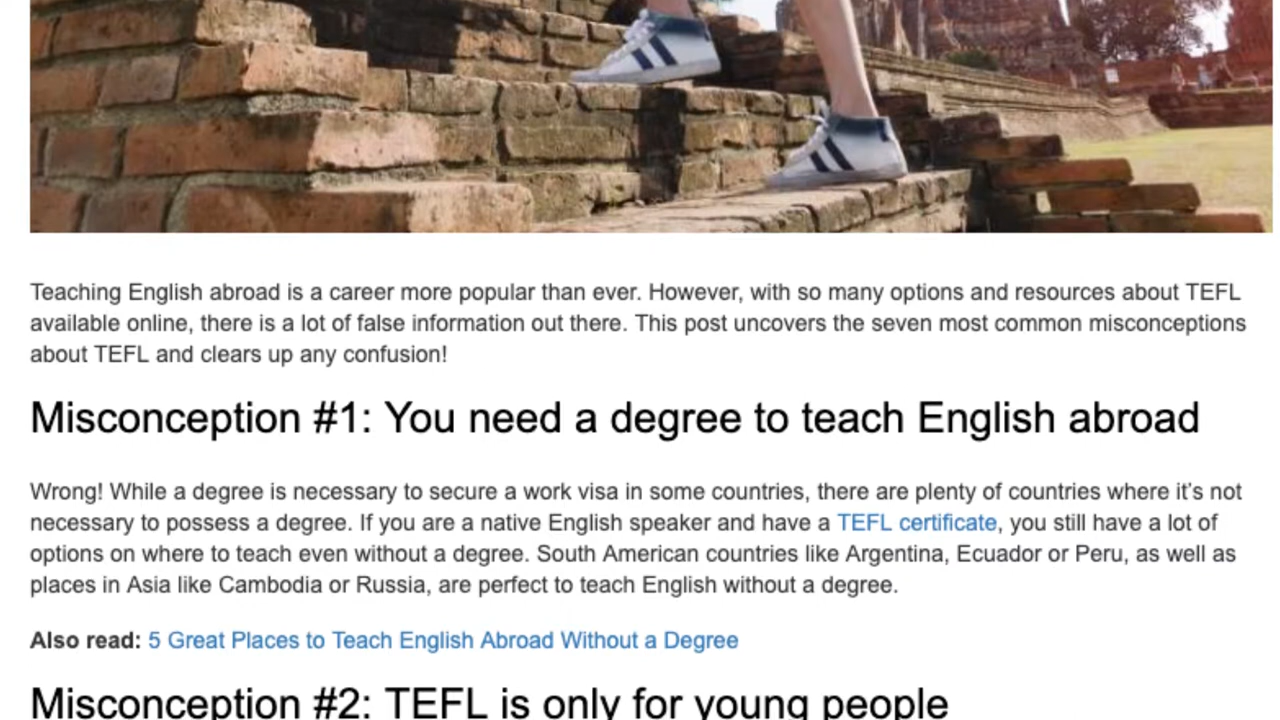 Teaching English abroad is a career more popular than ever. However, with so many options and resources about TEFL
available online, there is a lot of false information out there. This post uncovers the seven most common misconceptions
about TEFL and clears up any confusion!
Misconception #1: You need a degree to teach English abroad
Wrong! While a degree is necessary to secure a work visa in some countries, there are plenty of countries where it's not
necessary to possess a degree. If you are a native English speaker and have a TEFL certificate, you still have a lot of
options on where to teach even without a degree. South American countries like Argentina, Ecuador or Peru, as well as
places in Asia like Cambodia or Russia, are perfect to teach English without a degree.
Also read: 5 Great Places to Teach English Abroad Without a Degree
Misconception #2: TEFL is only for young people